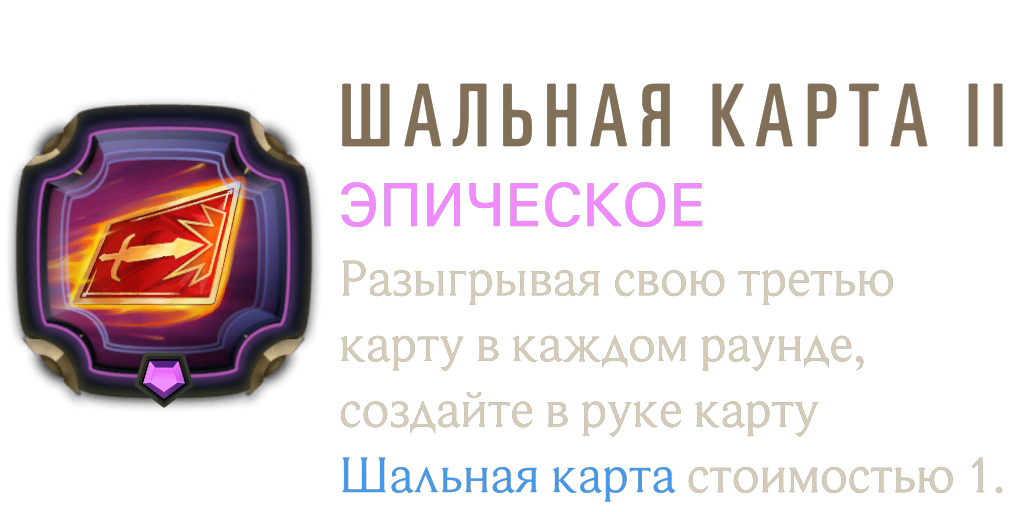 ШАЛЬНАЯ КАРТА II
ЭПИЧЕСКОЕ
Разыгрывая свою третью
карту в каждом раунде,
создайте в руке карту
Шальная карта стоимостью 1.